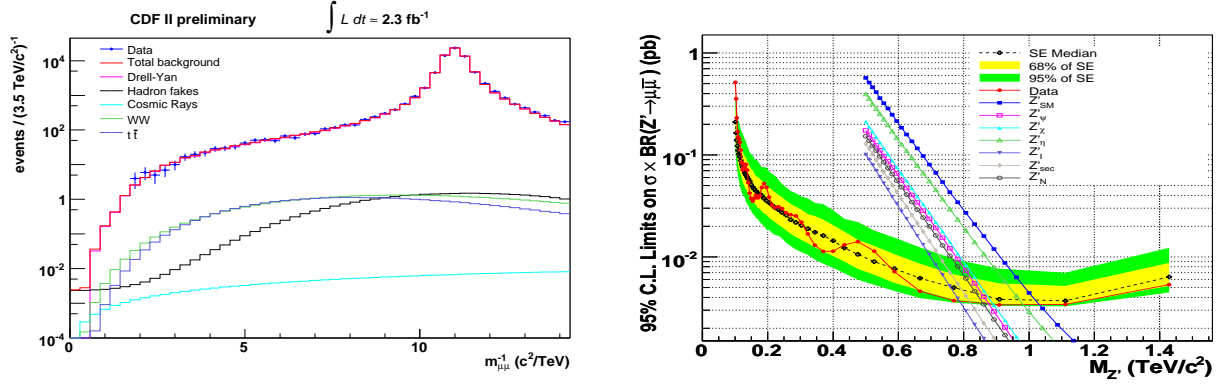 CDF II preliminary
∫ L dt ≈ 2.3 fb⁻¹
events / (3.5 TeV/c²)⁻¹
10⁴
10²
1
10⁻²
10⁻⁴
Data
Total background
Drell-Yan
Hadron fakes
Cosmic Rays
WW
t t̄
0 5 10
m⁻¹μμ (c²/TeV)
95% C.L. Limits on σ × BR(Z'→μμ̄) (pb)
1
10⁻¹
10⁻²
SE Median
68% of SE
95% of SE
Data
Z'SM
Z'ψ
Z'χ
Z'η
Z'I
Z'sec
Z'N
0 0.2 0.4 0.6 0.8 1 1.2 1.4
MZ' (TeV/c²)